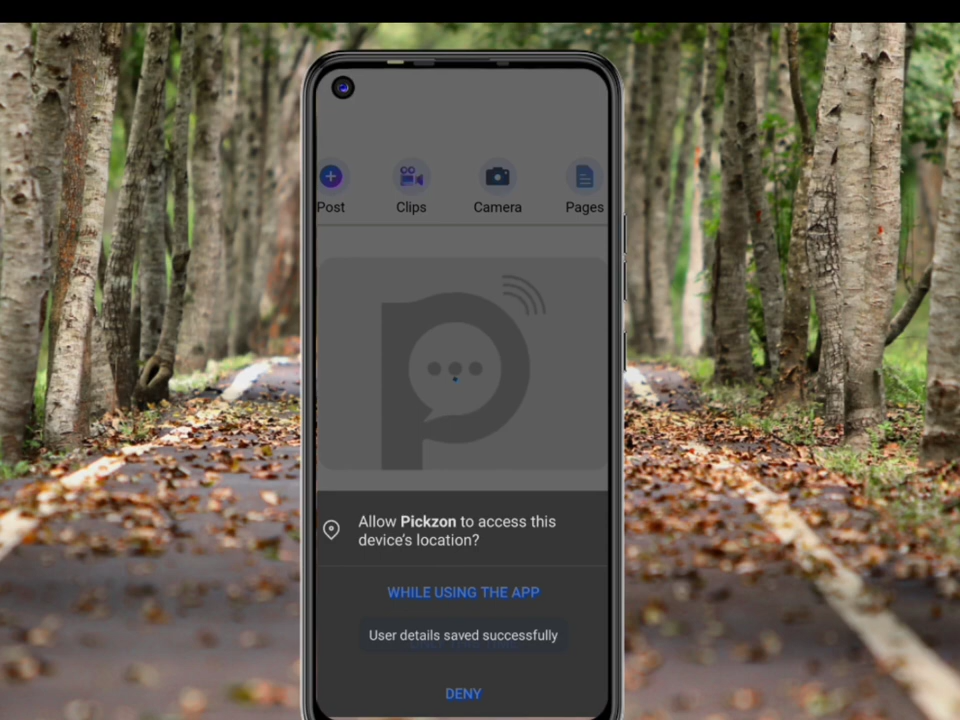 Post
Clips
Camera
Pages
Allow Pickzon to access this
device's location?
WHILE USING THE APP
User details saved successfully
DENY